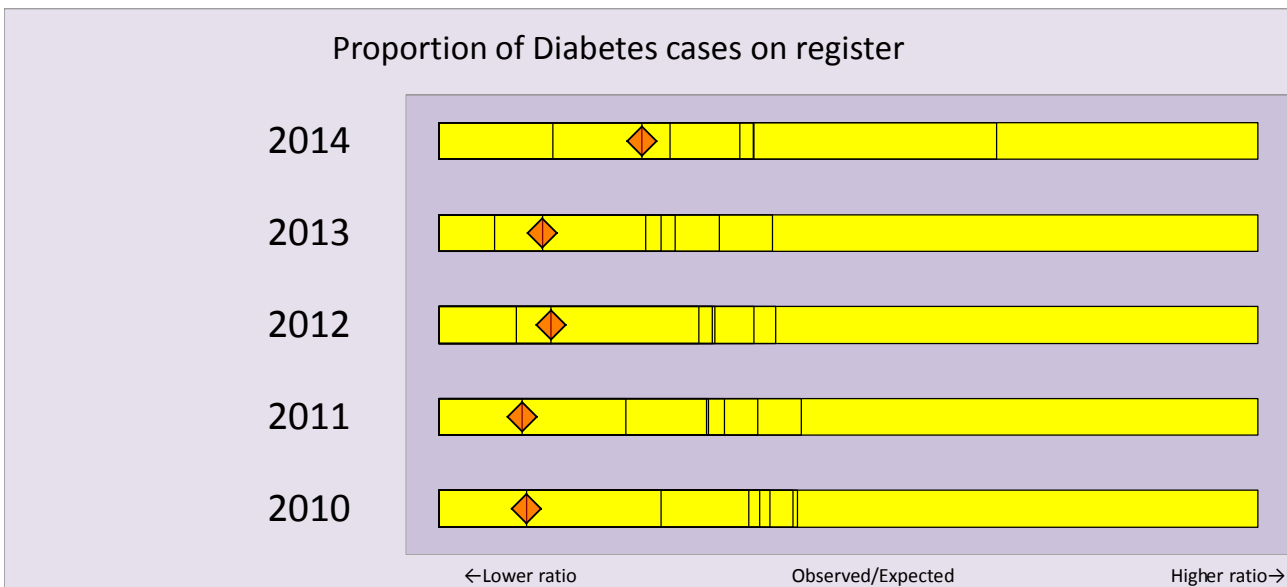 Proportion of Diabetes cases on register
2014
2013
2012
2011
2010
←Lower ratio Observed/Expected Higher ratio→